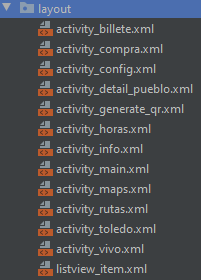 layout
activity_billete.xml
activity_compra.xml
activity_config.xml
activity_detail_pueblo.xml
activity_generate_qr.xml
activity_horas.xml
activity_info.xml
activity_main.xml
activity_maps.xml
activity_rutas.xml
activity_toledo.xml
activity_vivo.xml
listview_item.xml